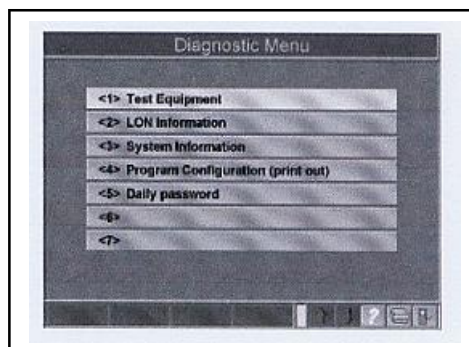 Diagnostic Menu
<1> Test Equipment
<2> LON Information
<3> System Information
<4> Program Configuration (print out)
<5> Daily password
<6>
<7>
?